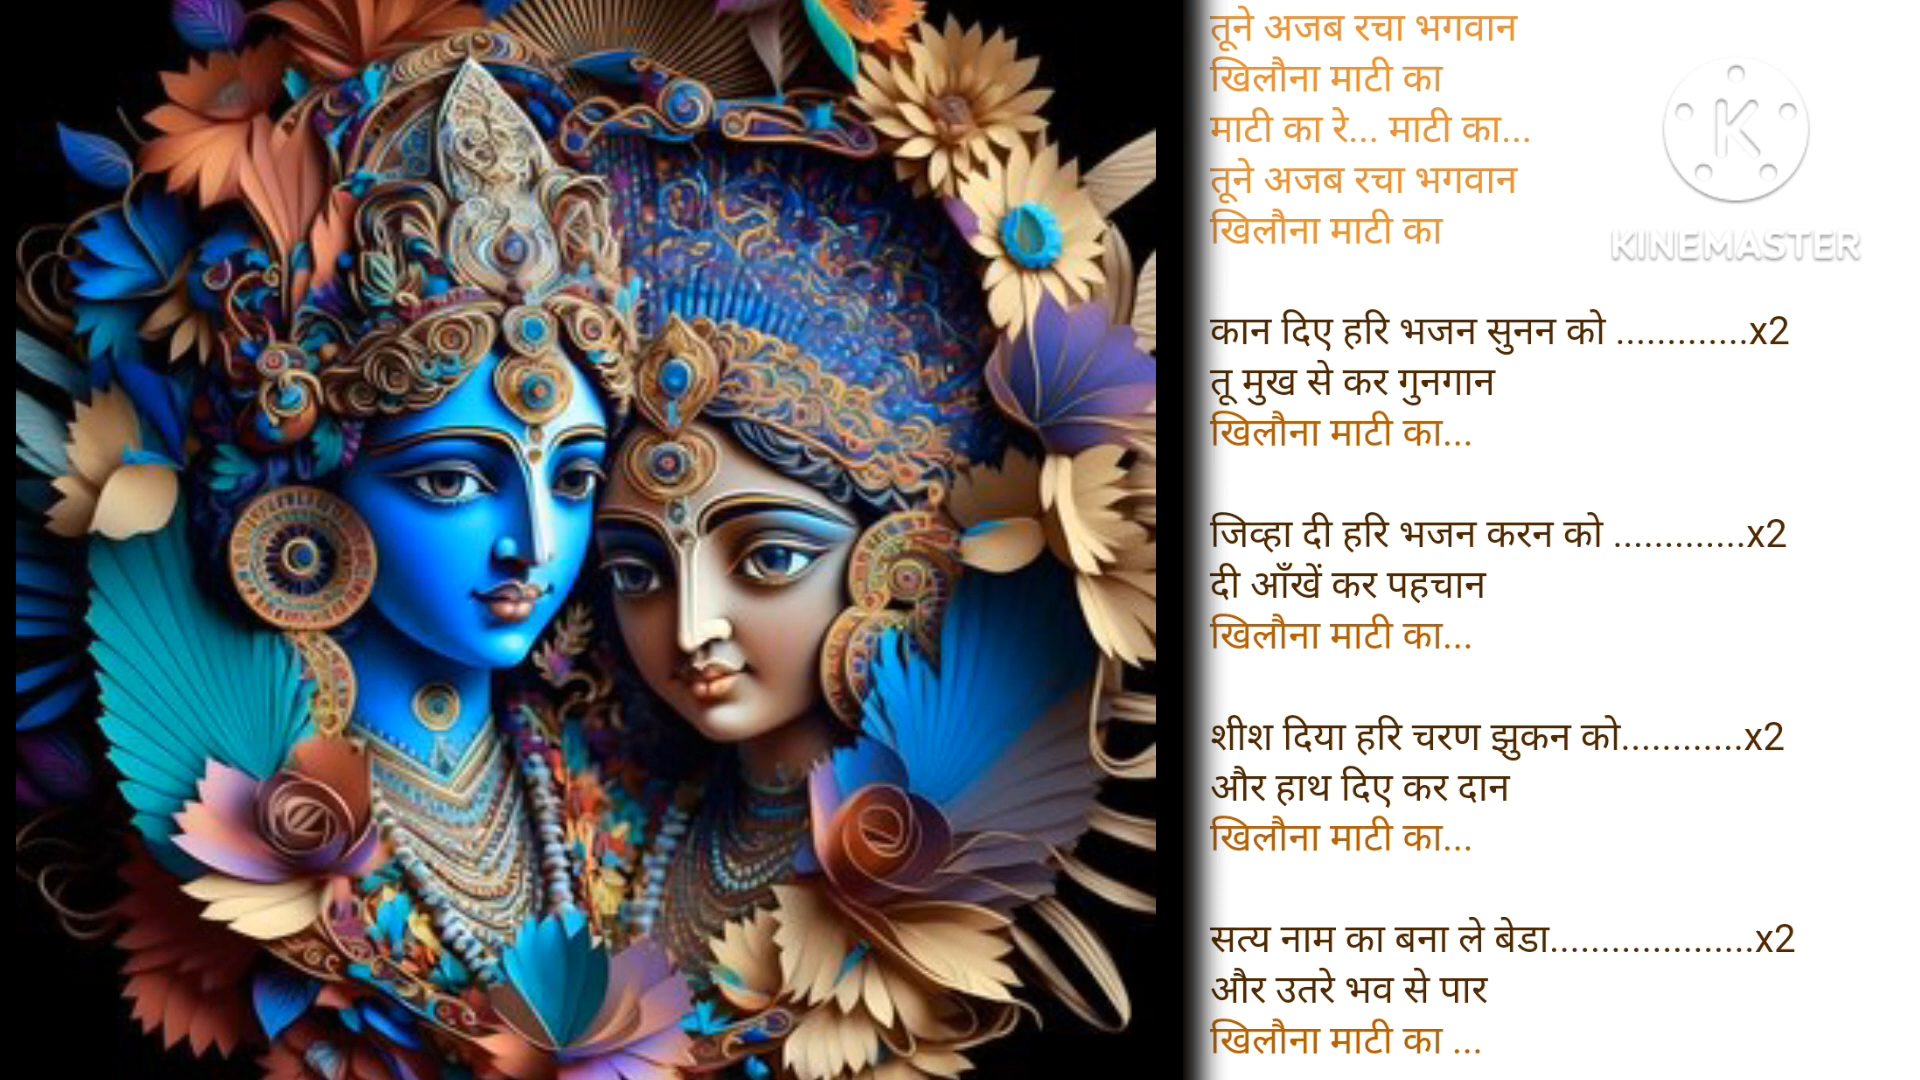 तूने अजब रचा भगवान
खिलौना माटी का
माटी का रे... माटी का...
तूने अजब रचा भगवान
खिलौना माटी का
कान दिए हरि भजन सुनन को .............x2
तू मुख से कर गुनगान
खिलौना माटी का...
जिव्हा दी हरि भजन करन को .............x2
दी आँखें कर पहचान
खिलौना माटी का...
शीश दिया हरि चरण झुकन को............x2
और हाथ दिए कर दान
खिलौना माटी का...
सत्य नाम का बना ले बेडा....................x2
और उतरे भव से पार
खिलौना माटी का ...
K
KINEMASTER